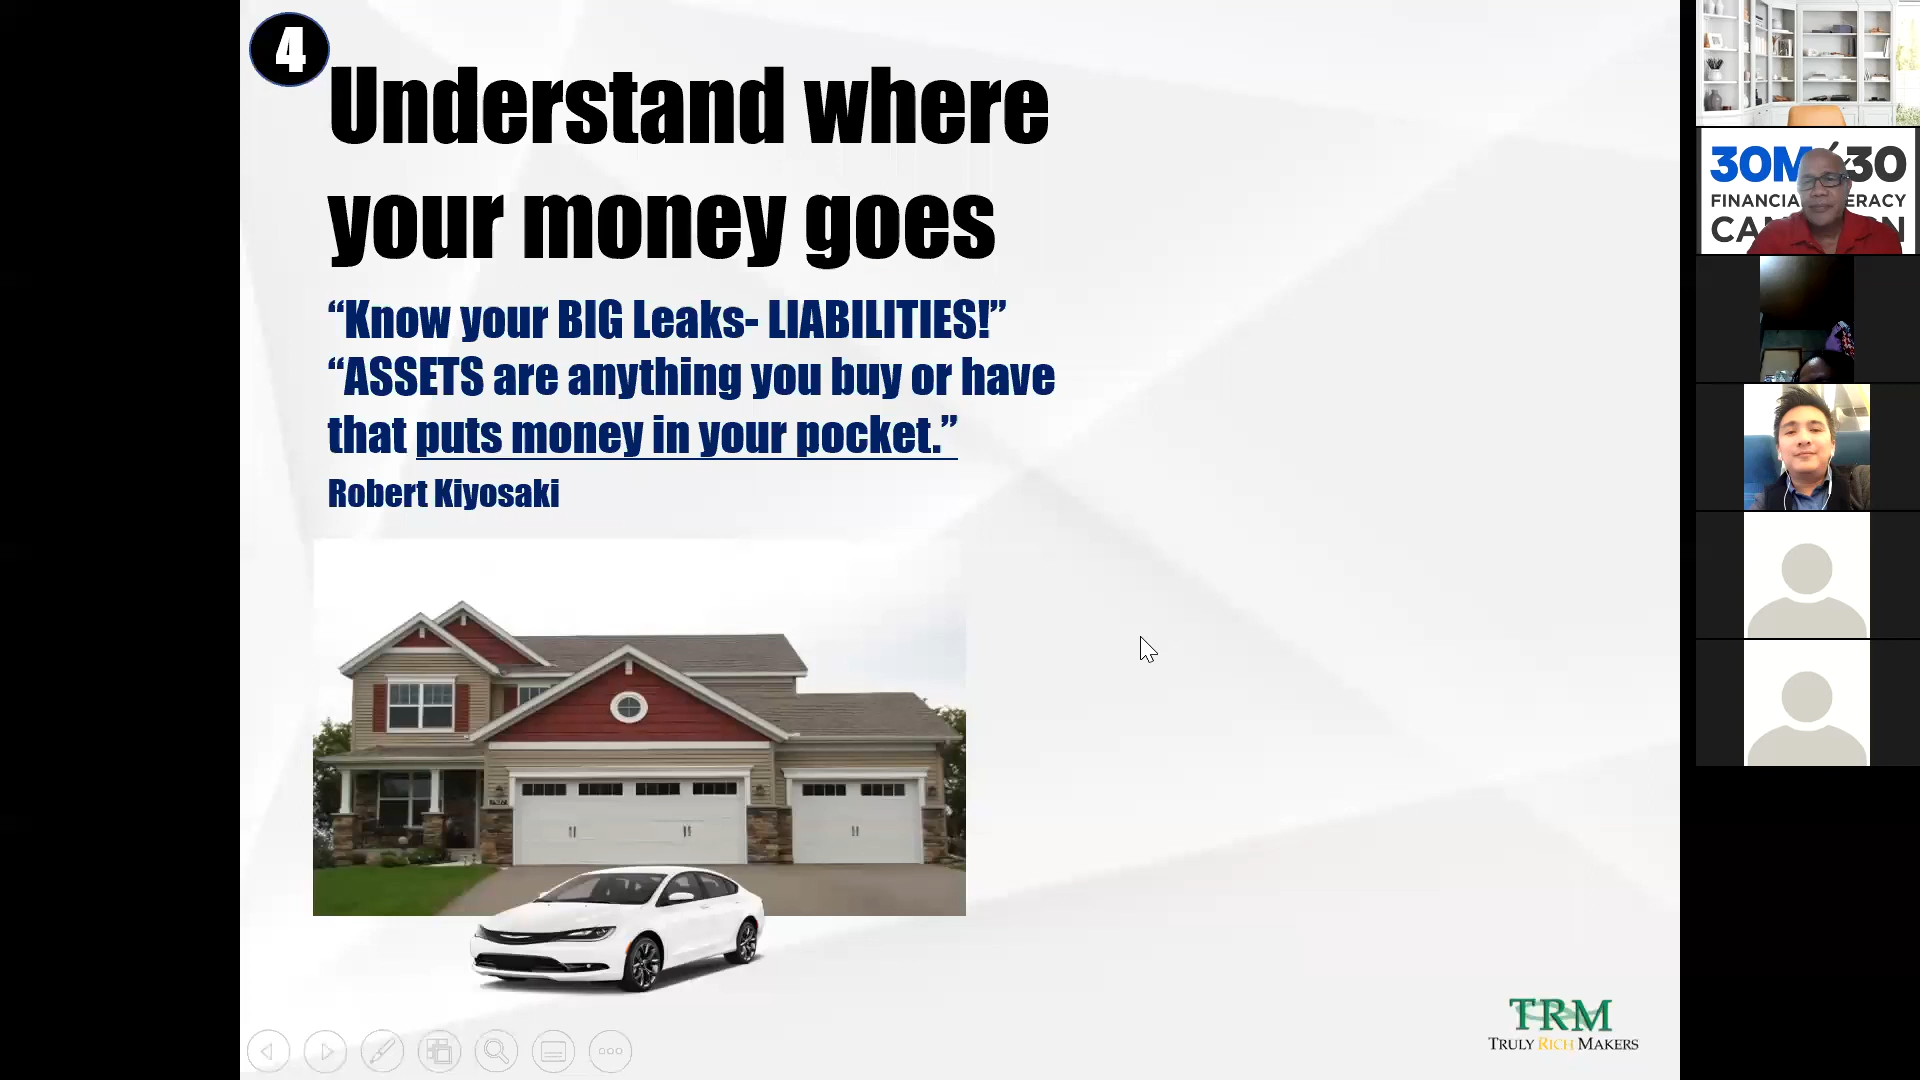 4
Understand where
your money goes
“Know your BIG Leaks- LIABILITIES!”
“ASSETS are anything you buy or have
that puts money in your pocket.”
Robert Kiyosaki
TRM
TRULY RICH MAKERS
30M 30
FINANCIA ERACY
CA N